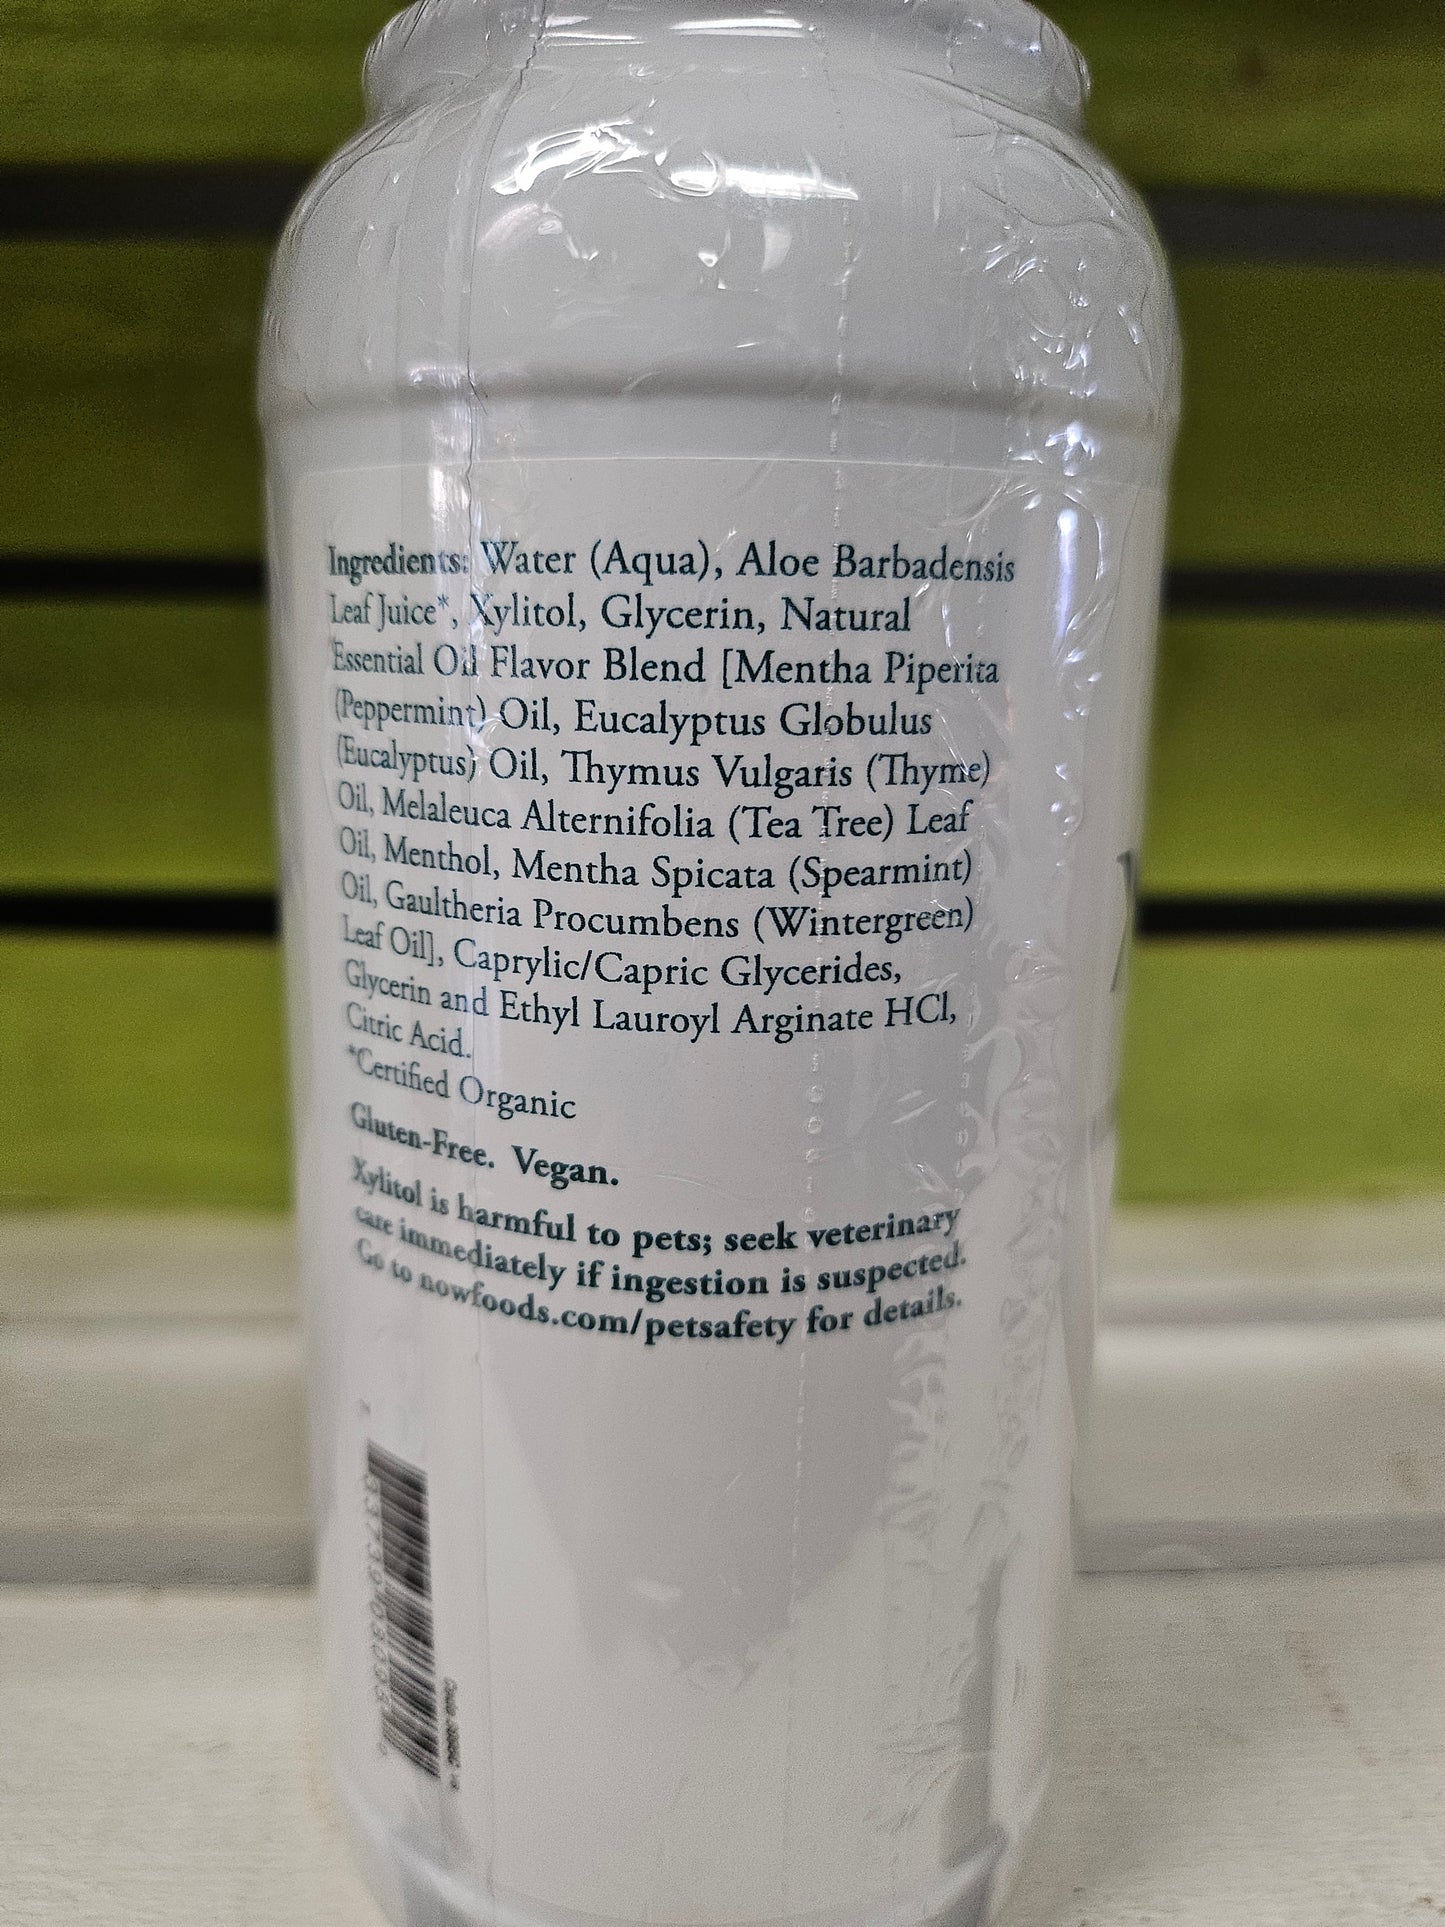 Ingredients: Water (Aqua), Aloe Barbadensis
Leaf Juice*, Xylitol, Glycerin, Natural
Essential Oil Flavor Blend [Mentha Piperita
(Peppermint) Oil, Eucalyptus Globulus
(Eucalyptus) Oil, Thymus Vulgaris (Thyme)
Oil, Melaleuca Alternifolia (Tea Tree) Leaf
Oil, Menthol, Mentha Spicata (Spearmint)
Oil, Gaultheria Procumbens (Wintergreen)
Leaf Oil], Caprylic/Capric Glycerides,
Glycerin and Ethyl Lauroyl Arginate HCl,
Citric Acid.
*Certified Organic
Gluten-Free. Vegan.
Xylitol is harmful to pets; seek veterinary
care immediately if ingestion is suspected.
Go to nowfoods.com/petsafety for details.